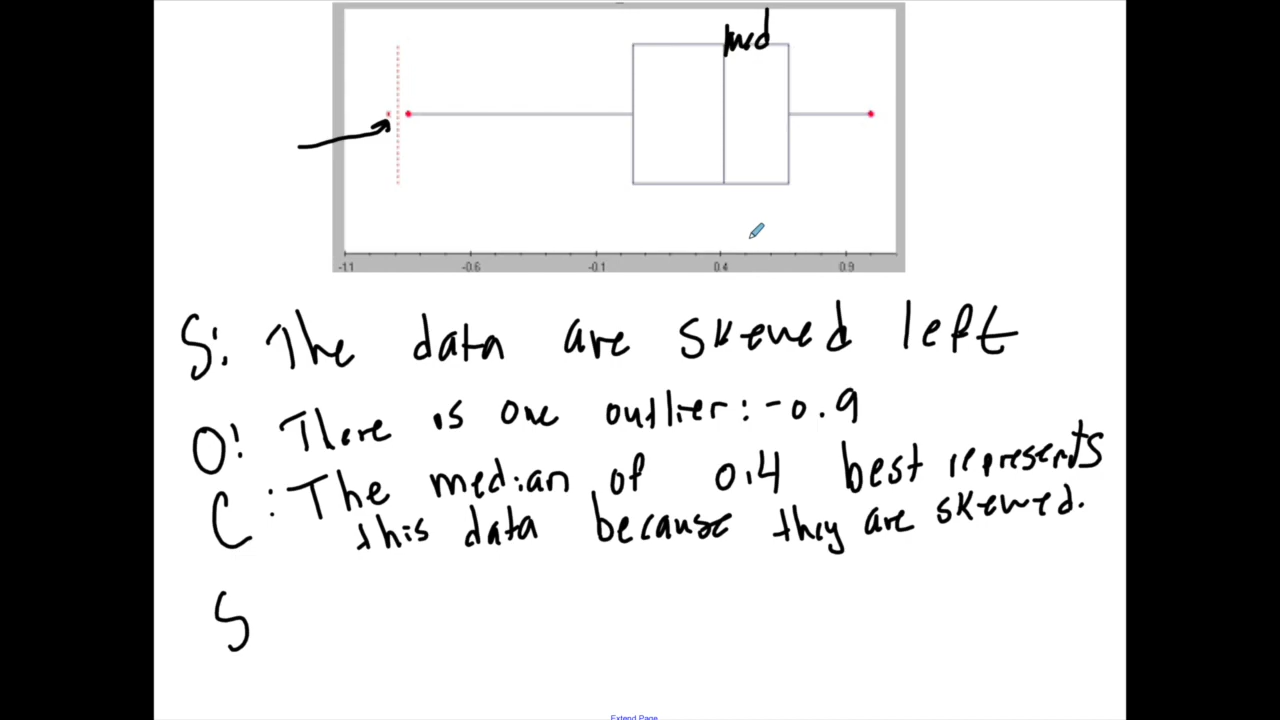 med
-1.1 -0.6 -0.1 0.4 0.9
S: The data are skewed left
O: There is one outlier: -0.9
C: The median of 0.4 best represents
this data because they are skewed.
S
Extend Page